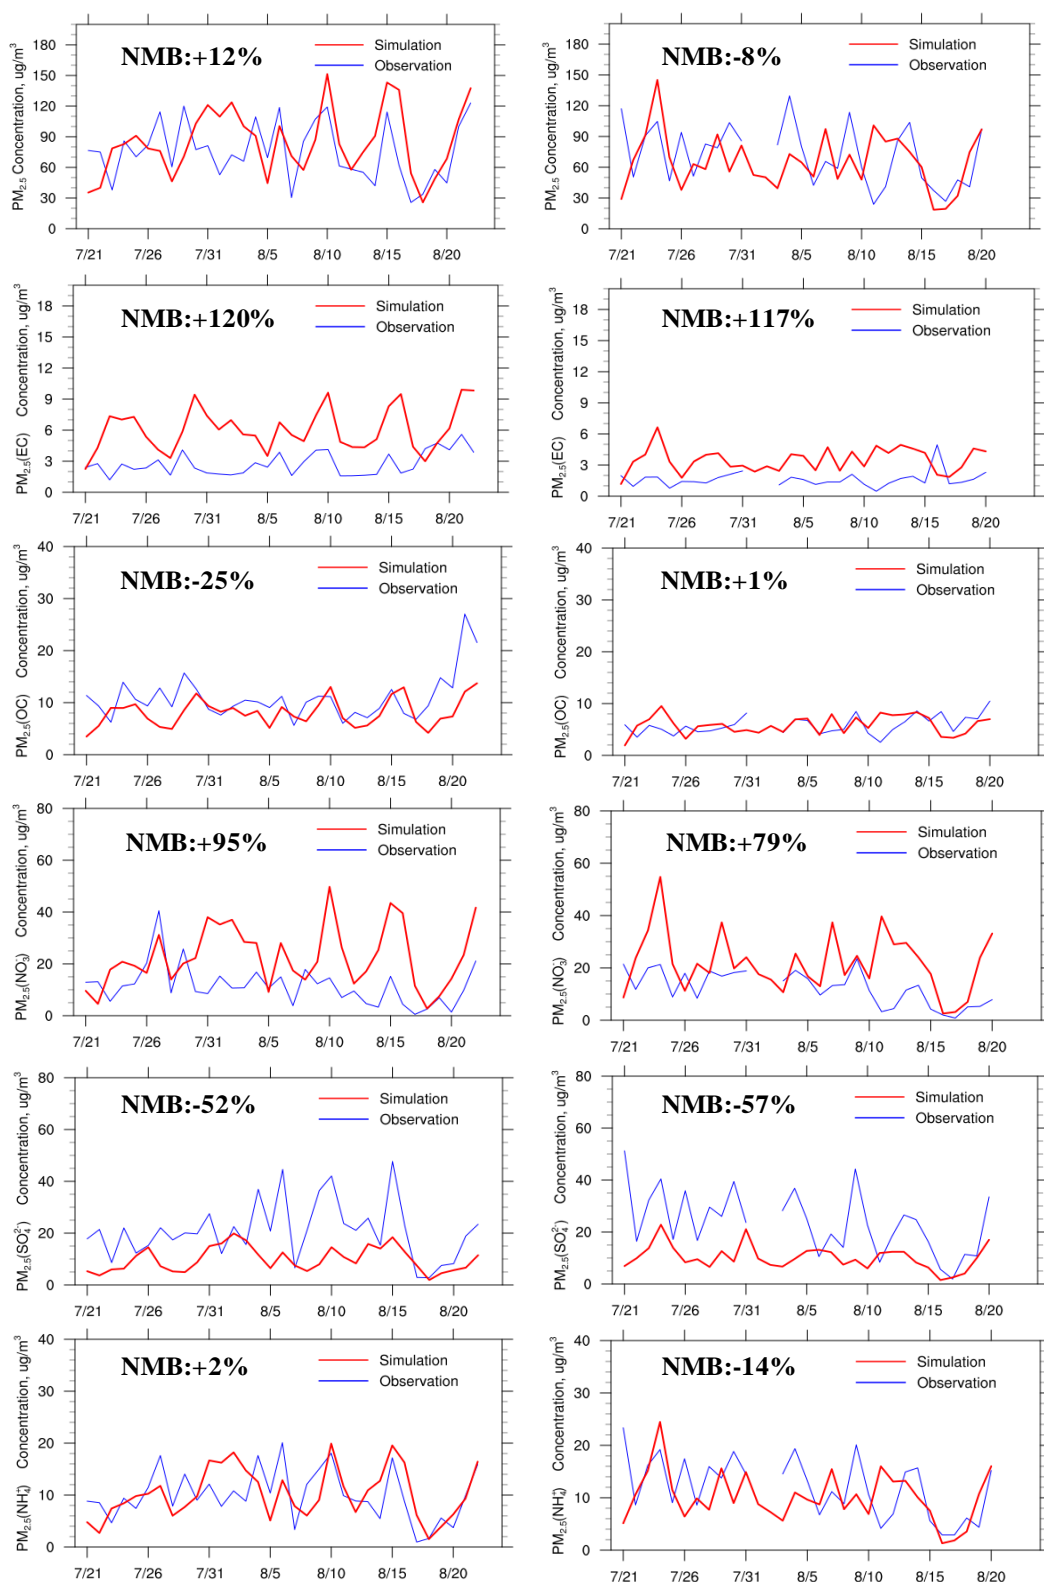 NMB:+12%
Simulation
Observation
PM2.5 Concentration, ug/m3
180
150
120
90
60
30
0
7/21 7/26 7/31 8/5 8/10 8/15 8/20
NMB:-8%
Simulation
Observation
PM2.5 Concentration, ug/m3
180
150
120
90
60
30
0
7/21 7/26 7/31 8/5 8/10 8/15 8/20
NMB:+120%
Simulation
Observation
PM2.5(EC) Concentration, ug/m3
18
15
12
9
6
3
0
7/21 7/26 7/31 8/5 8/10 8/15 8/20
NMB:+117%
Simulation
Observation
PM2.5(EC) Concentration, ug/m3
18
15
12
9
6
3
0
7/21 7/26 7/31 8/5 8/10 8/15 8/20
NMB:-25%
Simulation
Observation
PM2.5(OC) Concentration, ug/m3
40
30
20
10
0
7/21 7/26 7/31 8/5 8/10 8/15 8/20
NMB:+1%
Simulation
Observation
PM2.5(OC) Concentration, ug/m3
40
30
20
10
0
7/21 7/26 7/31 8/5 8/10 8/15 8/20
NMB:+95%
Simulation
Observation
PM2.5(NO3-) Concentration, ug/m3
80
60
40
20
0
7/21 7/26 7/31 8/5 8/10 8/15 8/20
NMB:+79%
Simulation
Observation
PM2.5(NO3-) Concentration, ug/m3
80
60
40
20
0
7/21 7/26 7/31 8/5 8/10 8/15 8/20
NMB:-52%
Simulation
Observation
PM2.5(SO42-) Concentration, ug/m3
80
60
40
20
0
7/21 7/26 7/31 8/5 8/10 8/15 8/20
NMB:-57%
Simulation
Observation
PM2.5(SO42-) Concentration, ug/m3
80
60
40
20
0
7/21 7/26 7/31 8/5 8/10 8/15 8/20
NMB:+2%
Simulation
Observation
PM2.5(NH4+) Concentration, ug/m3
40
30
20
10
0
7/21 7/26 7/31 8/5 8/10 8/15 8/20
NMB:-14%
Simulation
Observation
PM2.5(NH4+) Concentration, ug/m3
40
30
20
10
0
7/21 7/26 7/31 8/5 8/10 8/15 8/20